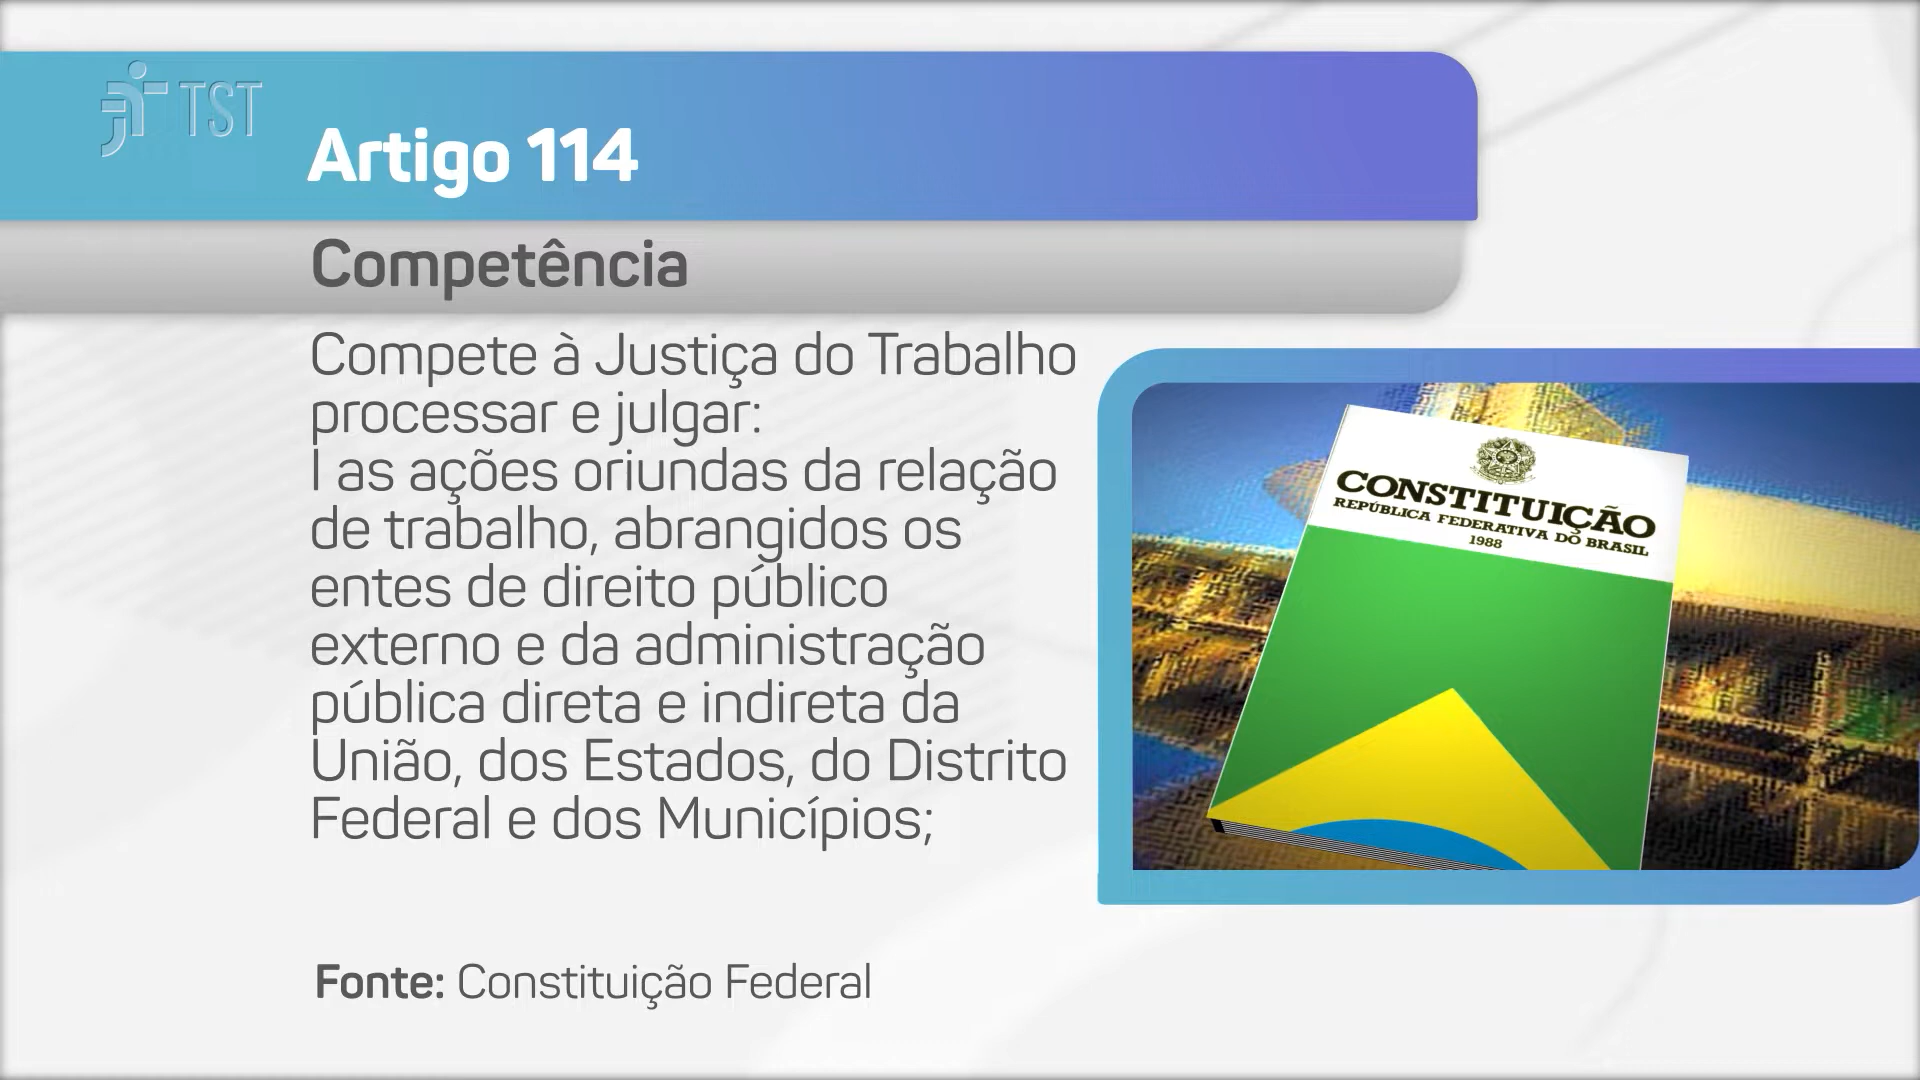 TST
Artigo 114
Competência
Compete à Justiça do Trabalho
processar e julgar:
I as ações oriundas da relação
de trabalho, abrangidos os
entes de direito público
externo e da administração
pública direta e indireta da
União, dos Estados, do Distrito
Federal e dos Municípios;
CONSTITUIÇÃO
REPÚBLICA FEDERATIVA DO BRASIL
1988
Fonte: Constituição Federal